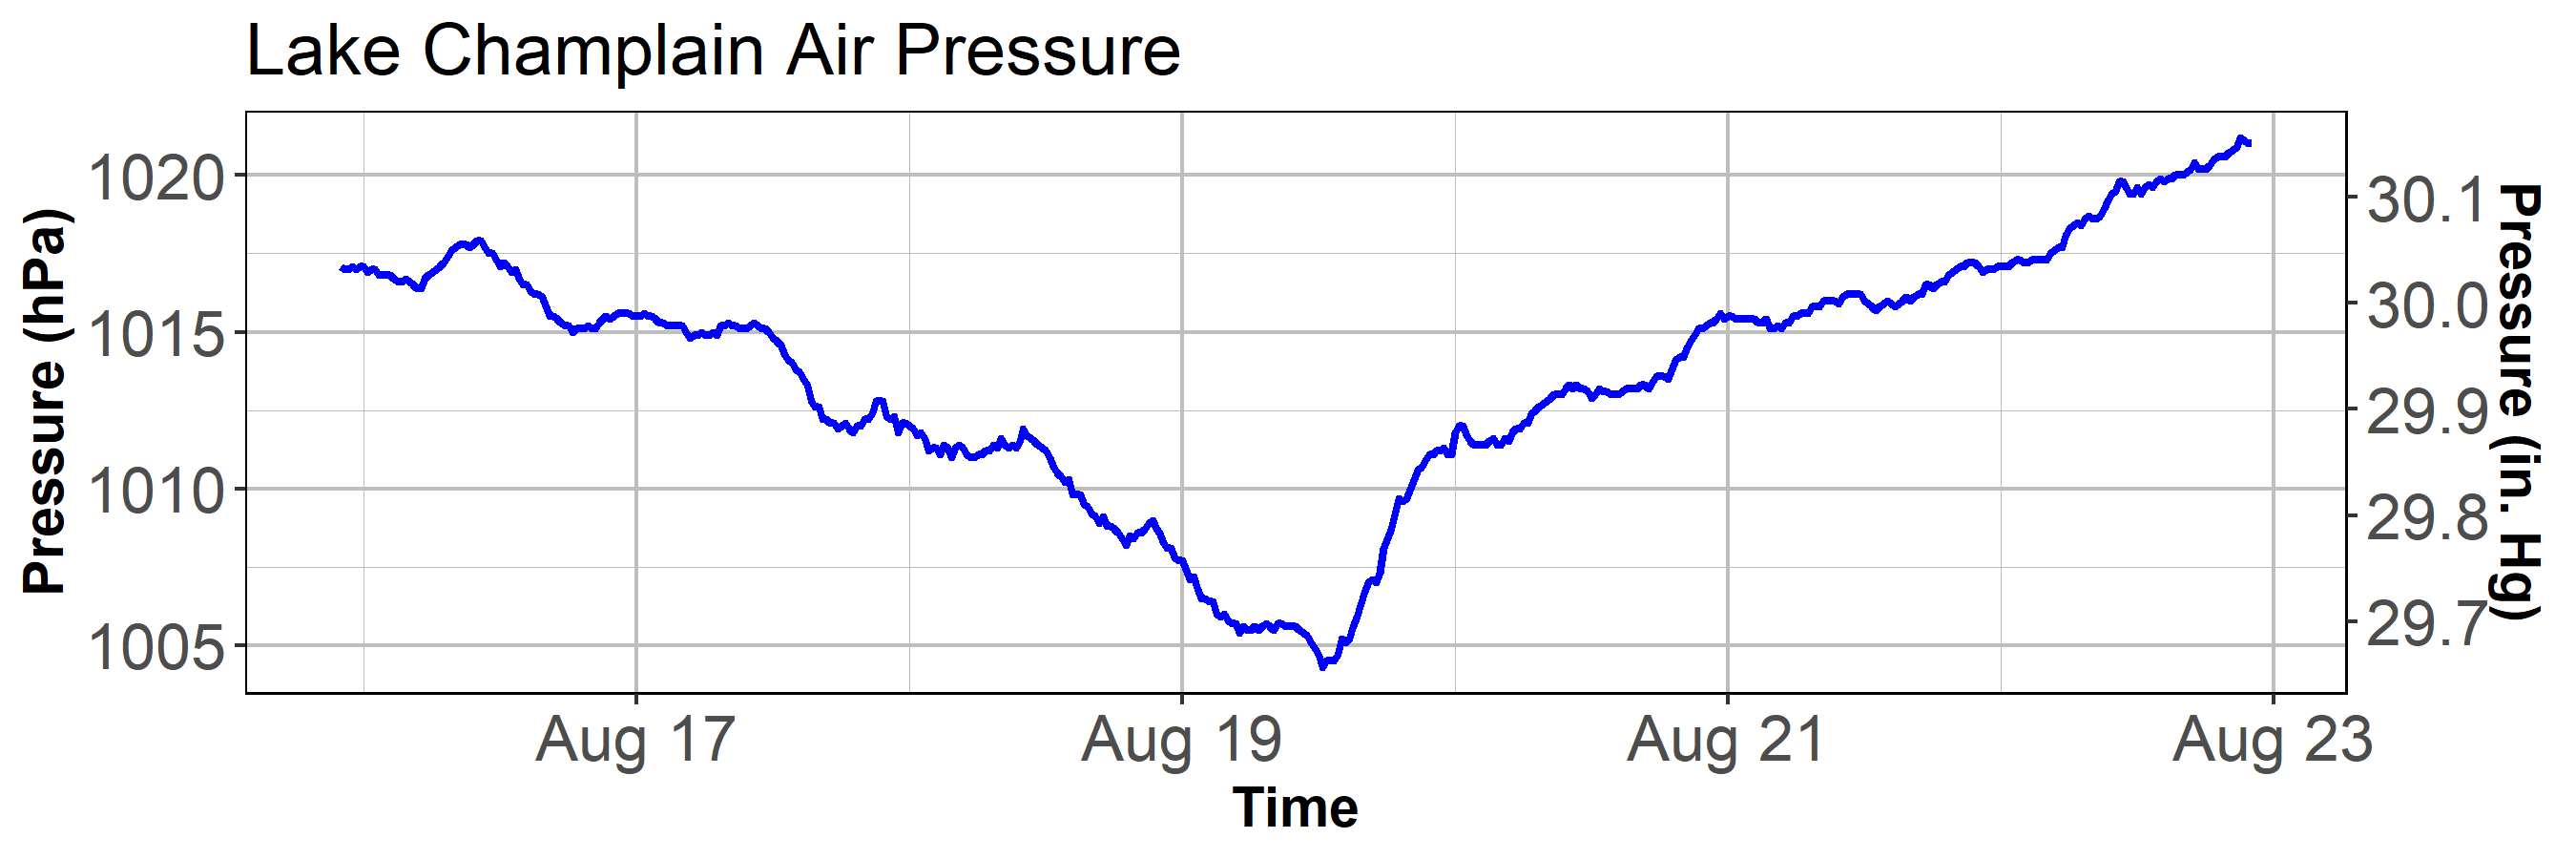 Lake Champlain Air Pressure
Pressure (hPa)
1020
1015
1010
1005
30.1
30.0
29.9
29.8
29.7
Pressure (in. Hg)
Aug 17
Aug 19
Aug 21
Aug 23
Time